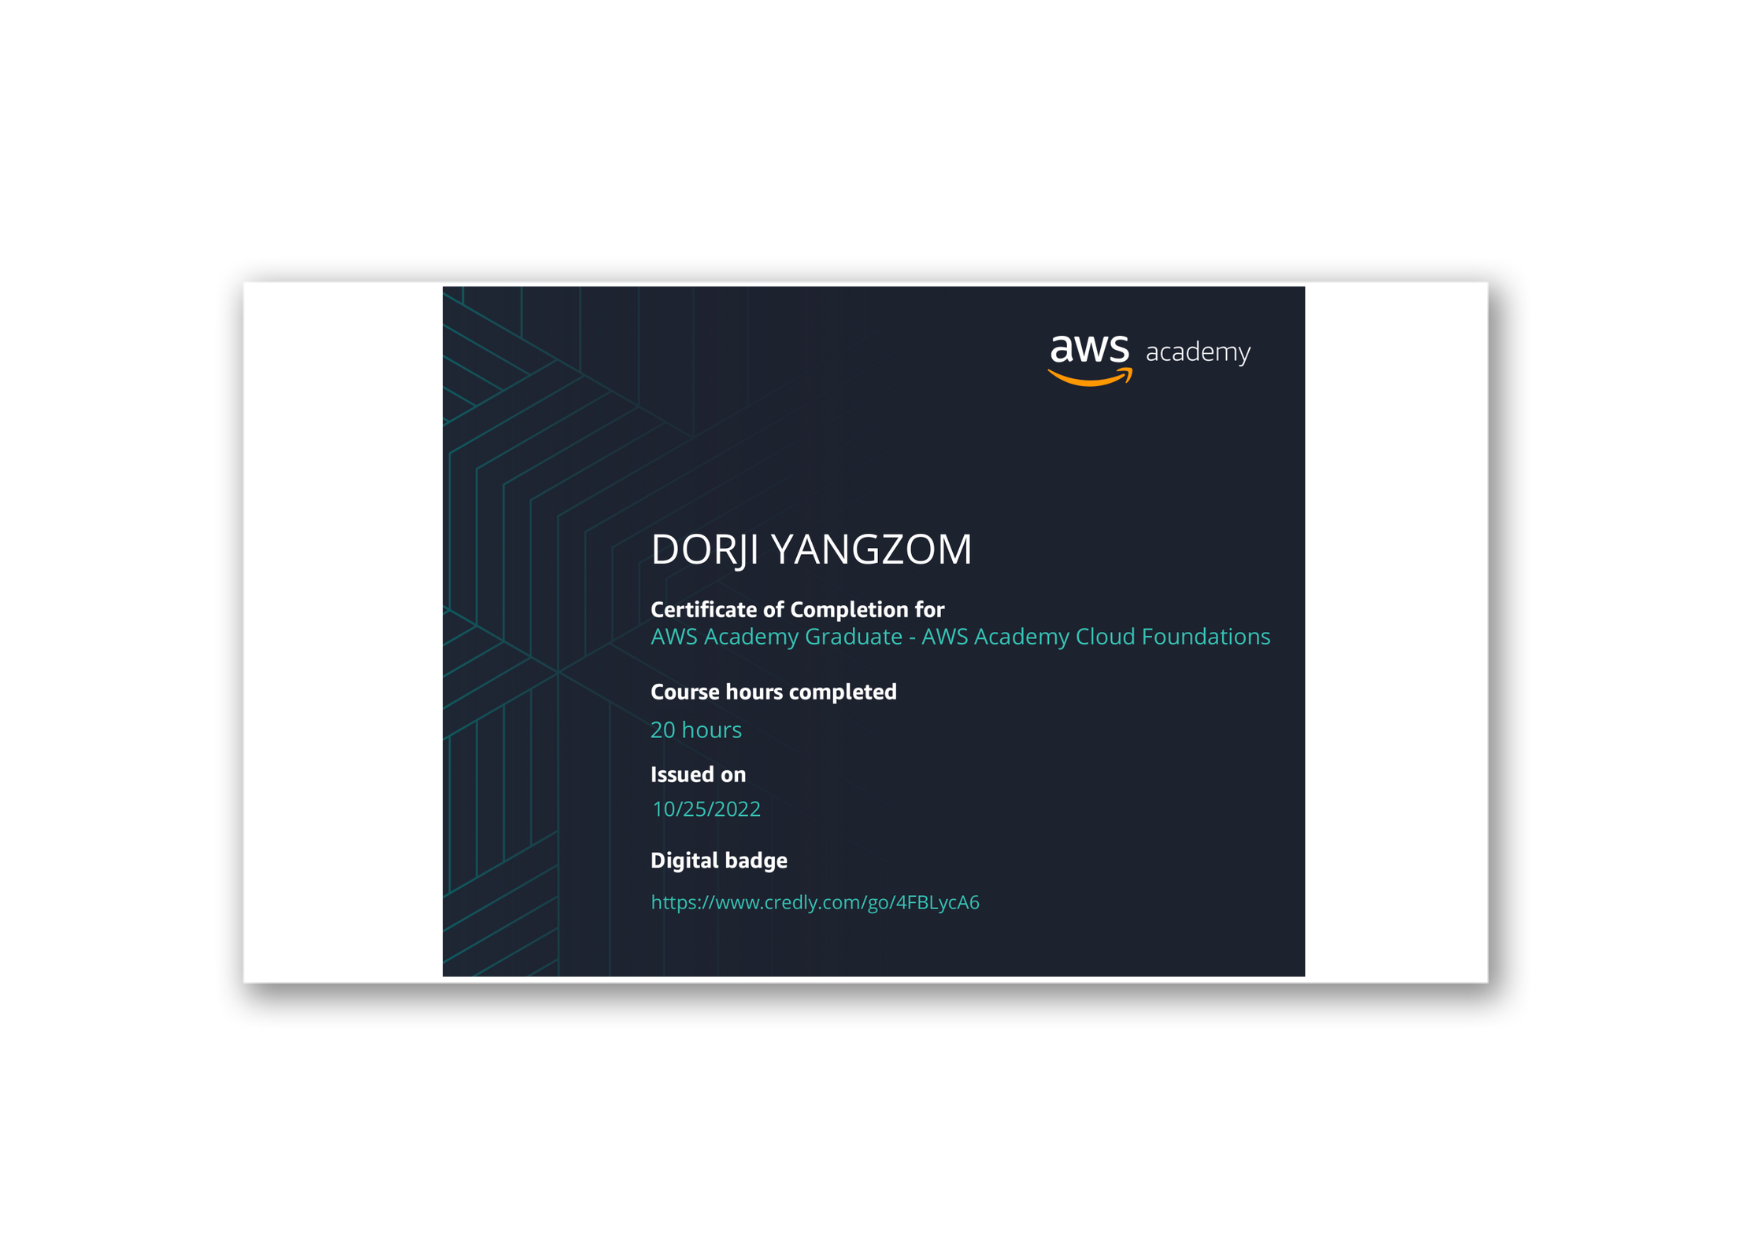 aws academy
DORJI YANGZOM
Certificate of Completion for
AWS Academy Graduate - AWS Academy Cloud Foundations
Course hours completed
20 hours
Issued on
10/25/2022
Digital badge
https://www.credly.com/go/4FBLycA6